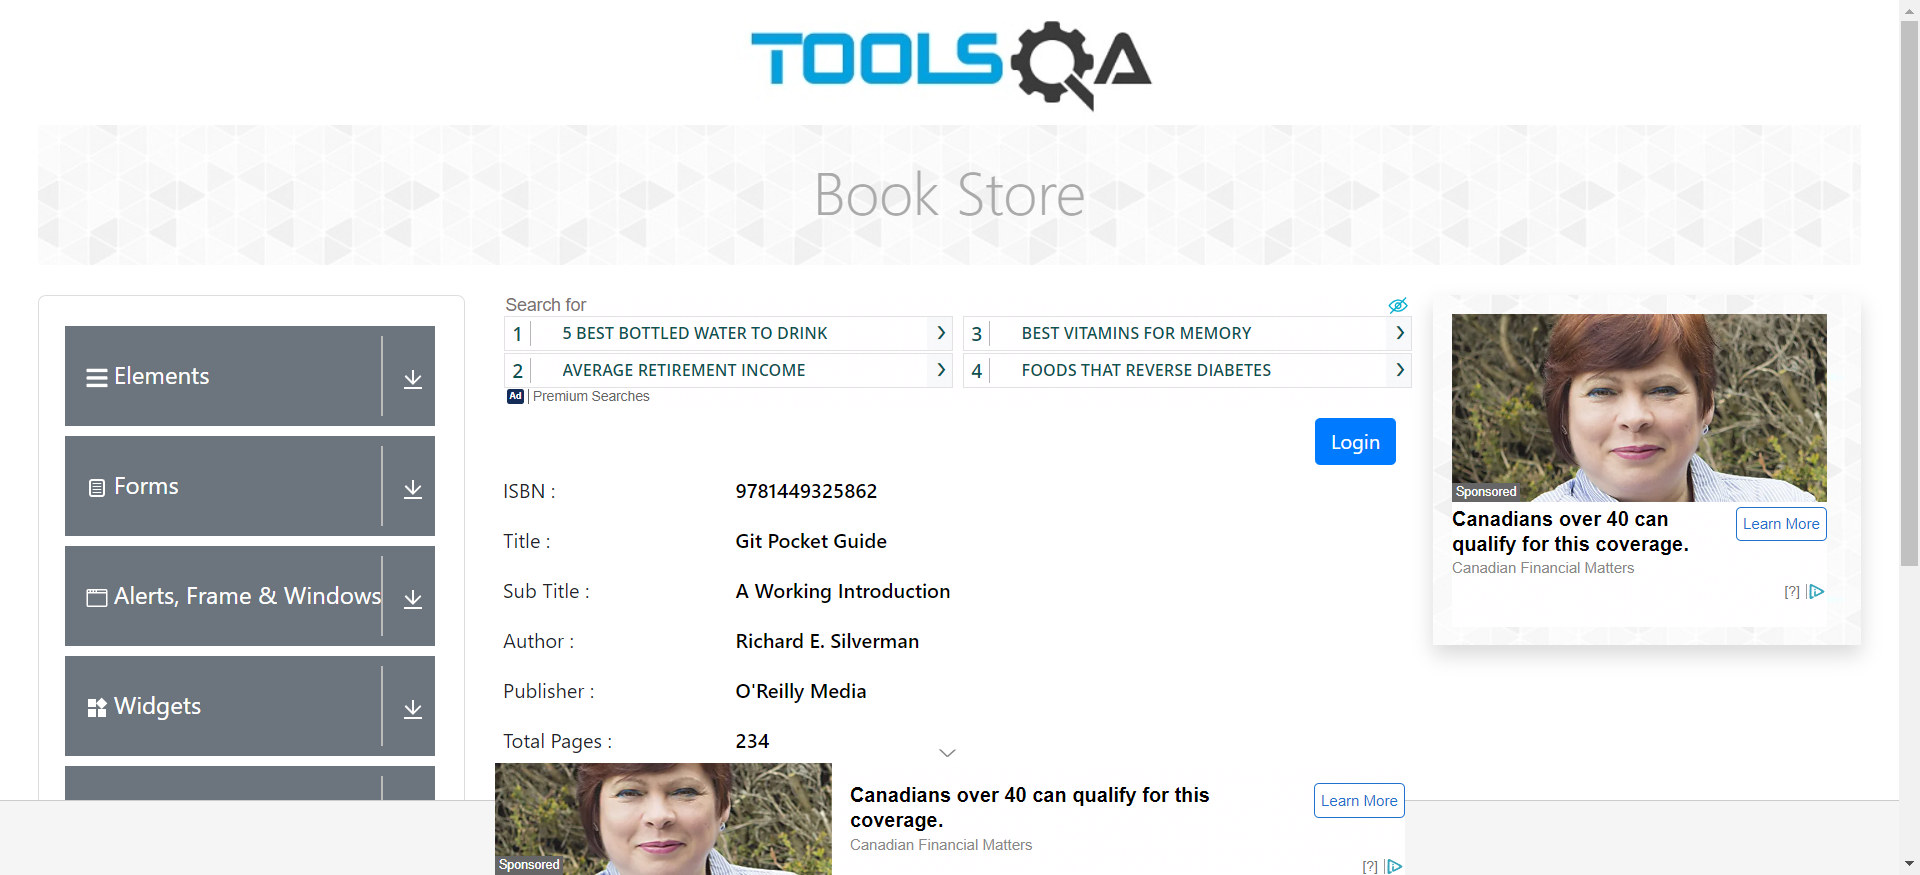 TOOLSQA
Book Store
Elements
Forms
Alerts, Frame & Windows
Widgets
Search for
1 5 BEST BOTTLED WATER TO DRINK
2 AVERAGE RETIREMENT INCOME
3 BEST VITAMINS FOR MEMORY
4 FOODS THAT REVERSE DIABETES
Ad Premium Searches
Login
ISBN : 9781449325862
Title : Git Pocket Guide
Sub Title : A Working Introduction
Author : Richard E. Silverman
Publisher : O'Reilly Media
Total Pages : 234
Sponsored
Canadians over 40 can
qualify for this coverage.
Learn More
Canadian Financial Matters
[?]
Sponsored
Canadians over 40 can qualify for this
coverage.
Learn More
Canadian Financial Matters
[?]